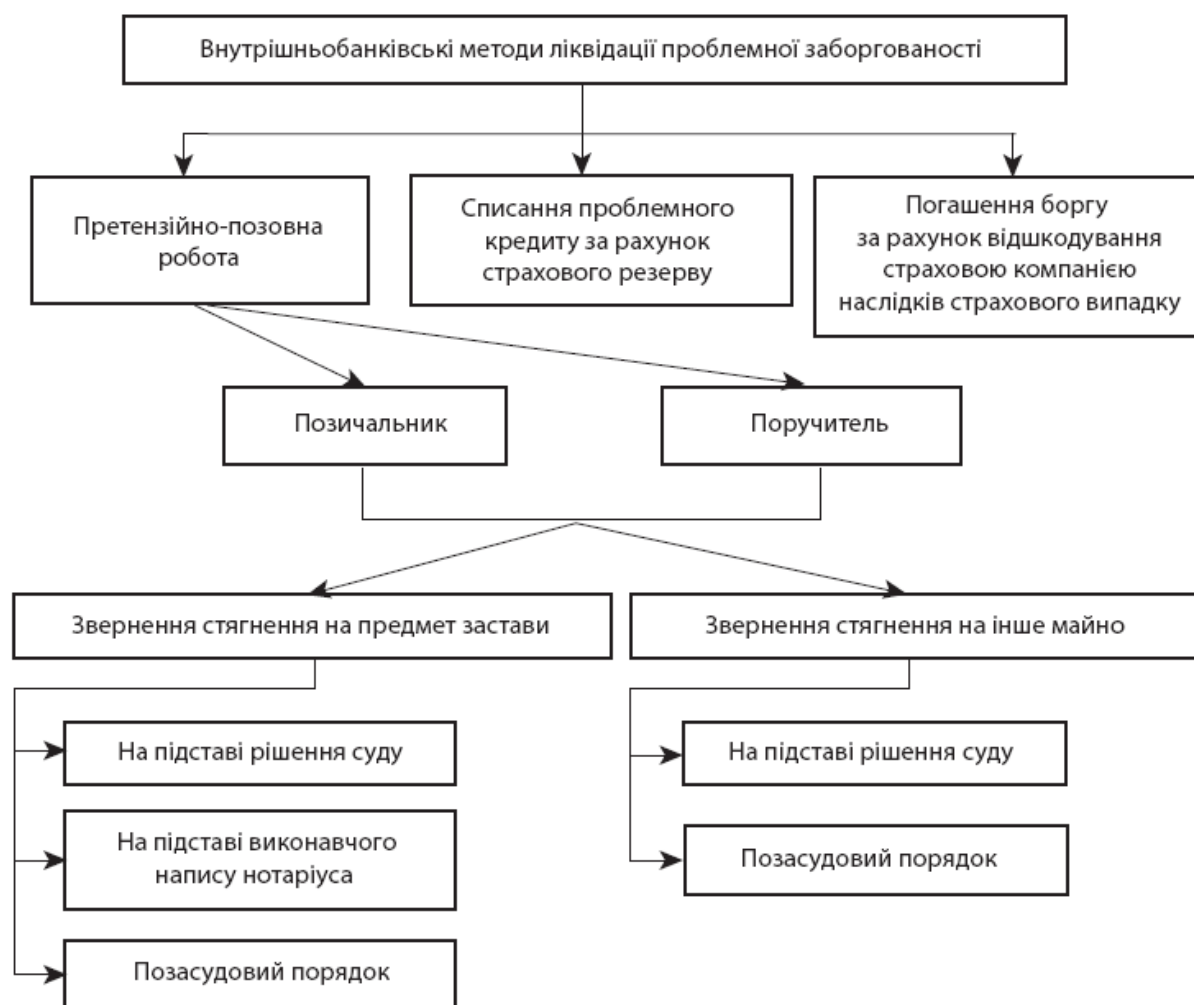 Внутрішньобанківські методи ліквідації проблемної заборгованості
Претензійно-позовна
робота
Списання проблемного
кредиту за рахунок
страхового резерву
Погашення боргу
за рахунок відшкодування
страховою компанією
наслідків страхового випадку
Позичальник
Поручитель
Звернення стягнення на предмет застави
Звернення стягнення на інше майно
На підставі рішення суду
На підставі виконавчого
напису нотаріуса
Позасудовий порядок
На підставі рішення суду
Позасудовий порядок